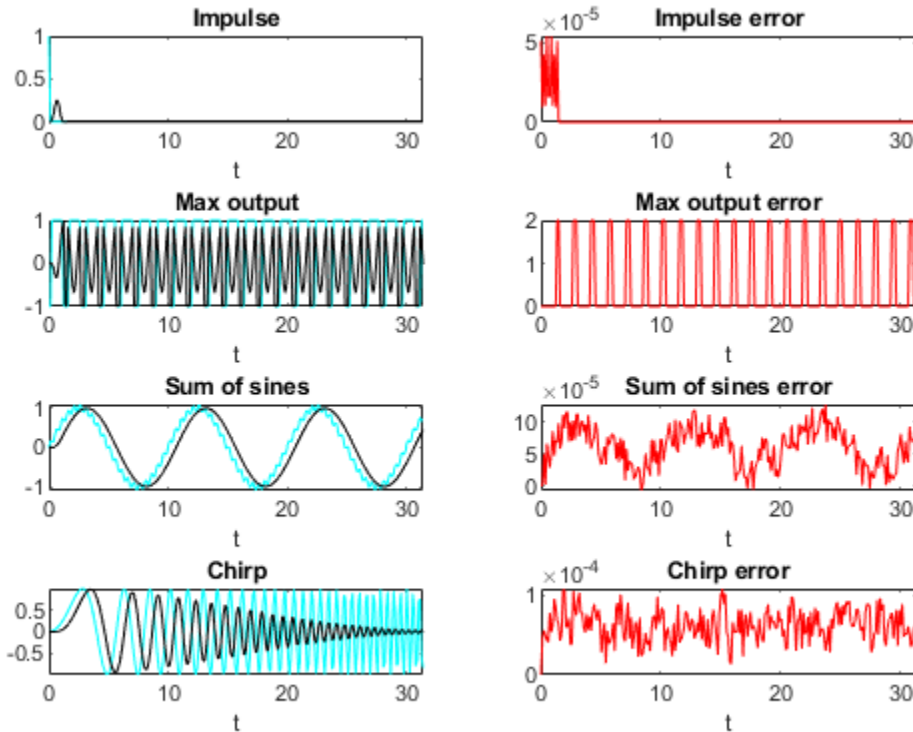 Impulse
1
0.5
0
0 10 20 30
t
×10⁻⁵ Impulse error
5
0
0 10 20 30
t
Max output
1
0
-1
0 10 20 30
t
Max output error
2
1
0
0 10 20 30
t
Sum of sines
1
0
-1
0 10 20 30
t
×10⁻⁵ Sum of sines error
10
5
0
0 10 20 30
t
Chirp
0.5
0
-0.5
0 10 20 30
t
×10⁻⁴ Chirp error
1
0
0 10 20 30
t